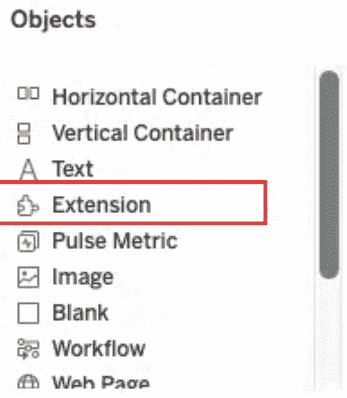 Objects
Horizontal Container
Vertical Container
Text
Extension
Pulse Metric
Image
Blank
Workflow
Web Page